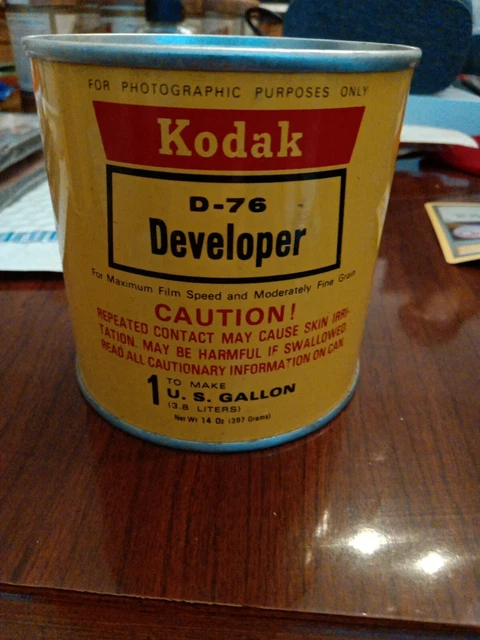 FOR PHOTOGRAPHIC PURPOSES ONLY
Kodak
D-76
Developer
For Maximum Film Speed and Moderately Fine Grain
CAUTION!
REPEATED CONTACT MAY CAUSE SKIN IRRI-
TATION. MAY BE HARMFUL IF SWALLOWED.
READ ALL CAUTIONARY INFORMATION ON CAN.
1 TO MAKE
U. S. GALLON
(3.8 LITERS)
Net Wt 14 Oz (397 Grams)